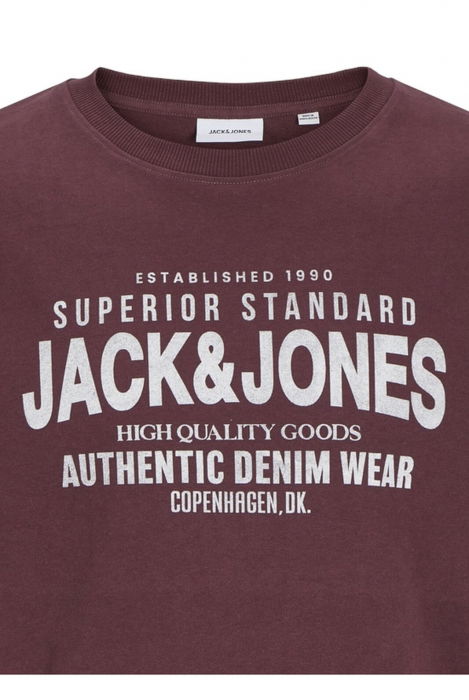 JACK&JONES
ESTABLISHED 1990
SUPERIOR STANDARD
JACK&JONES
HIGH QUALITY GOODS
AUTHENTIC DENIM WEAR
COPENHAGEN, DK.